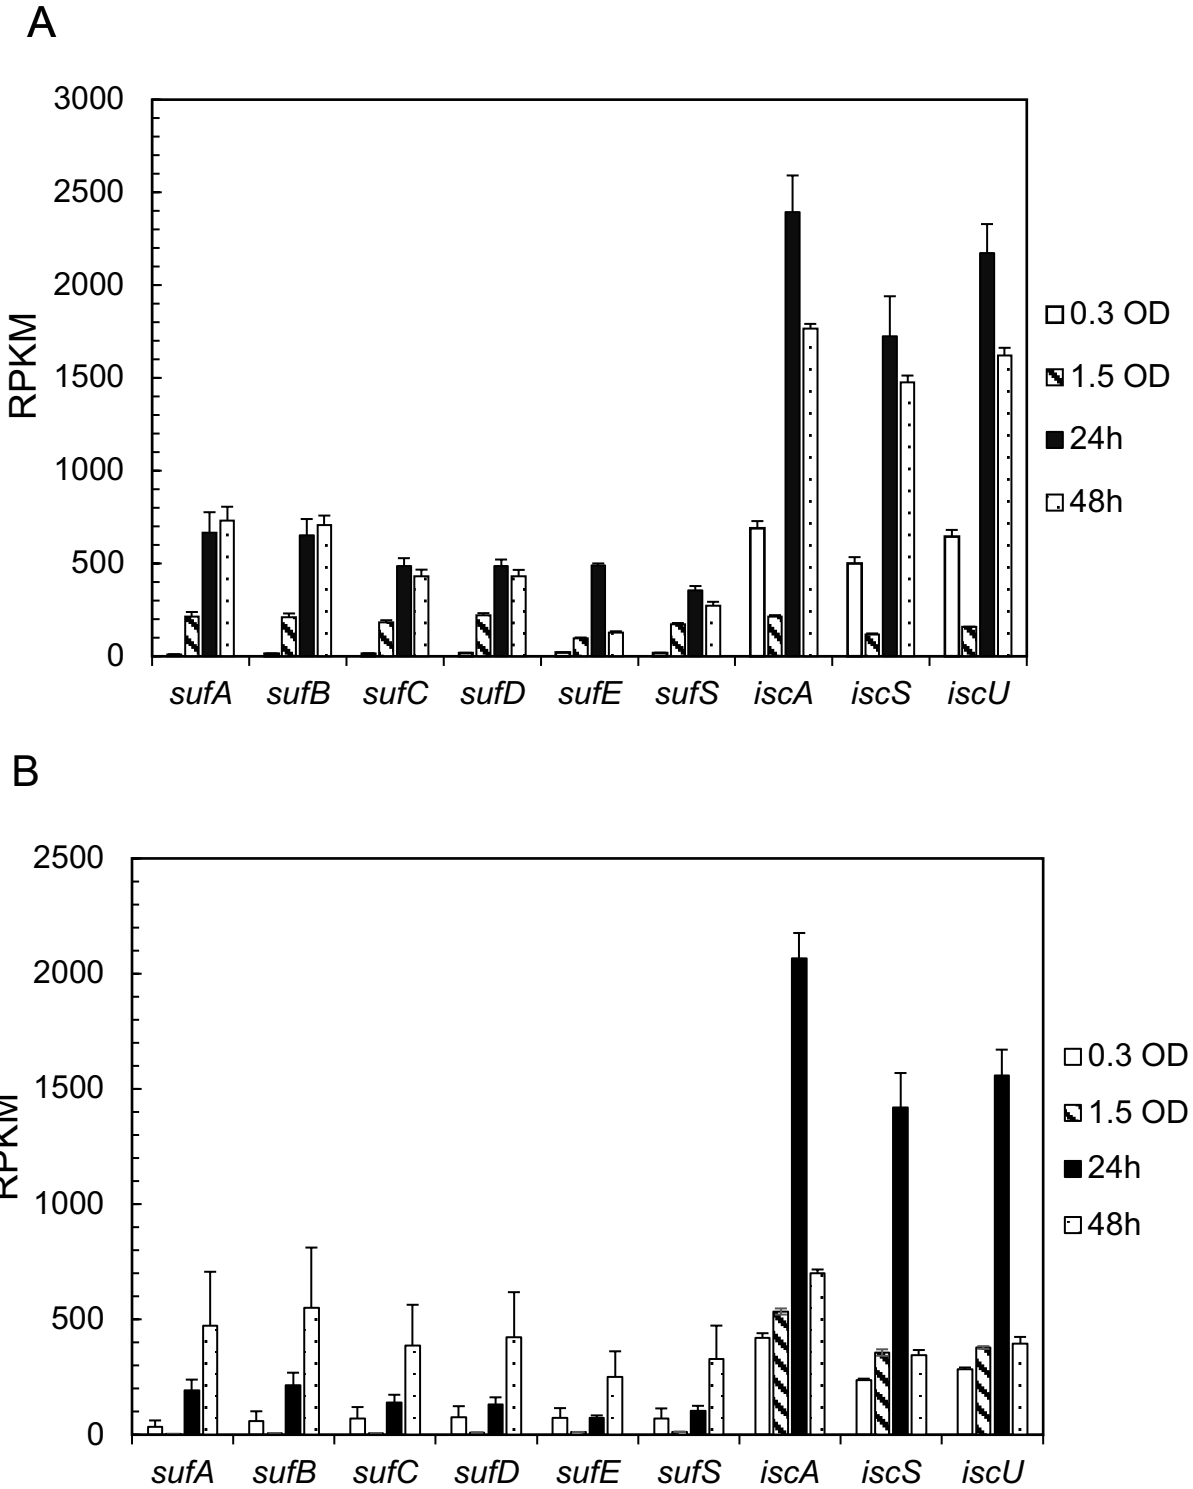 A
3000
2500
2000
1500
1000
500
0
RPKM
sufA sufB sufC sufD sufE sufS iscA iscS iscU
0.3 OD
1.5 OD
24h
48h
B
2500
2000
1500
1000
500
0
RPKM
sufA sufB sufC sufD sufE sufS iscA iscS iscU
0.3 OD
1.5 OD
24h
48h